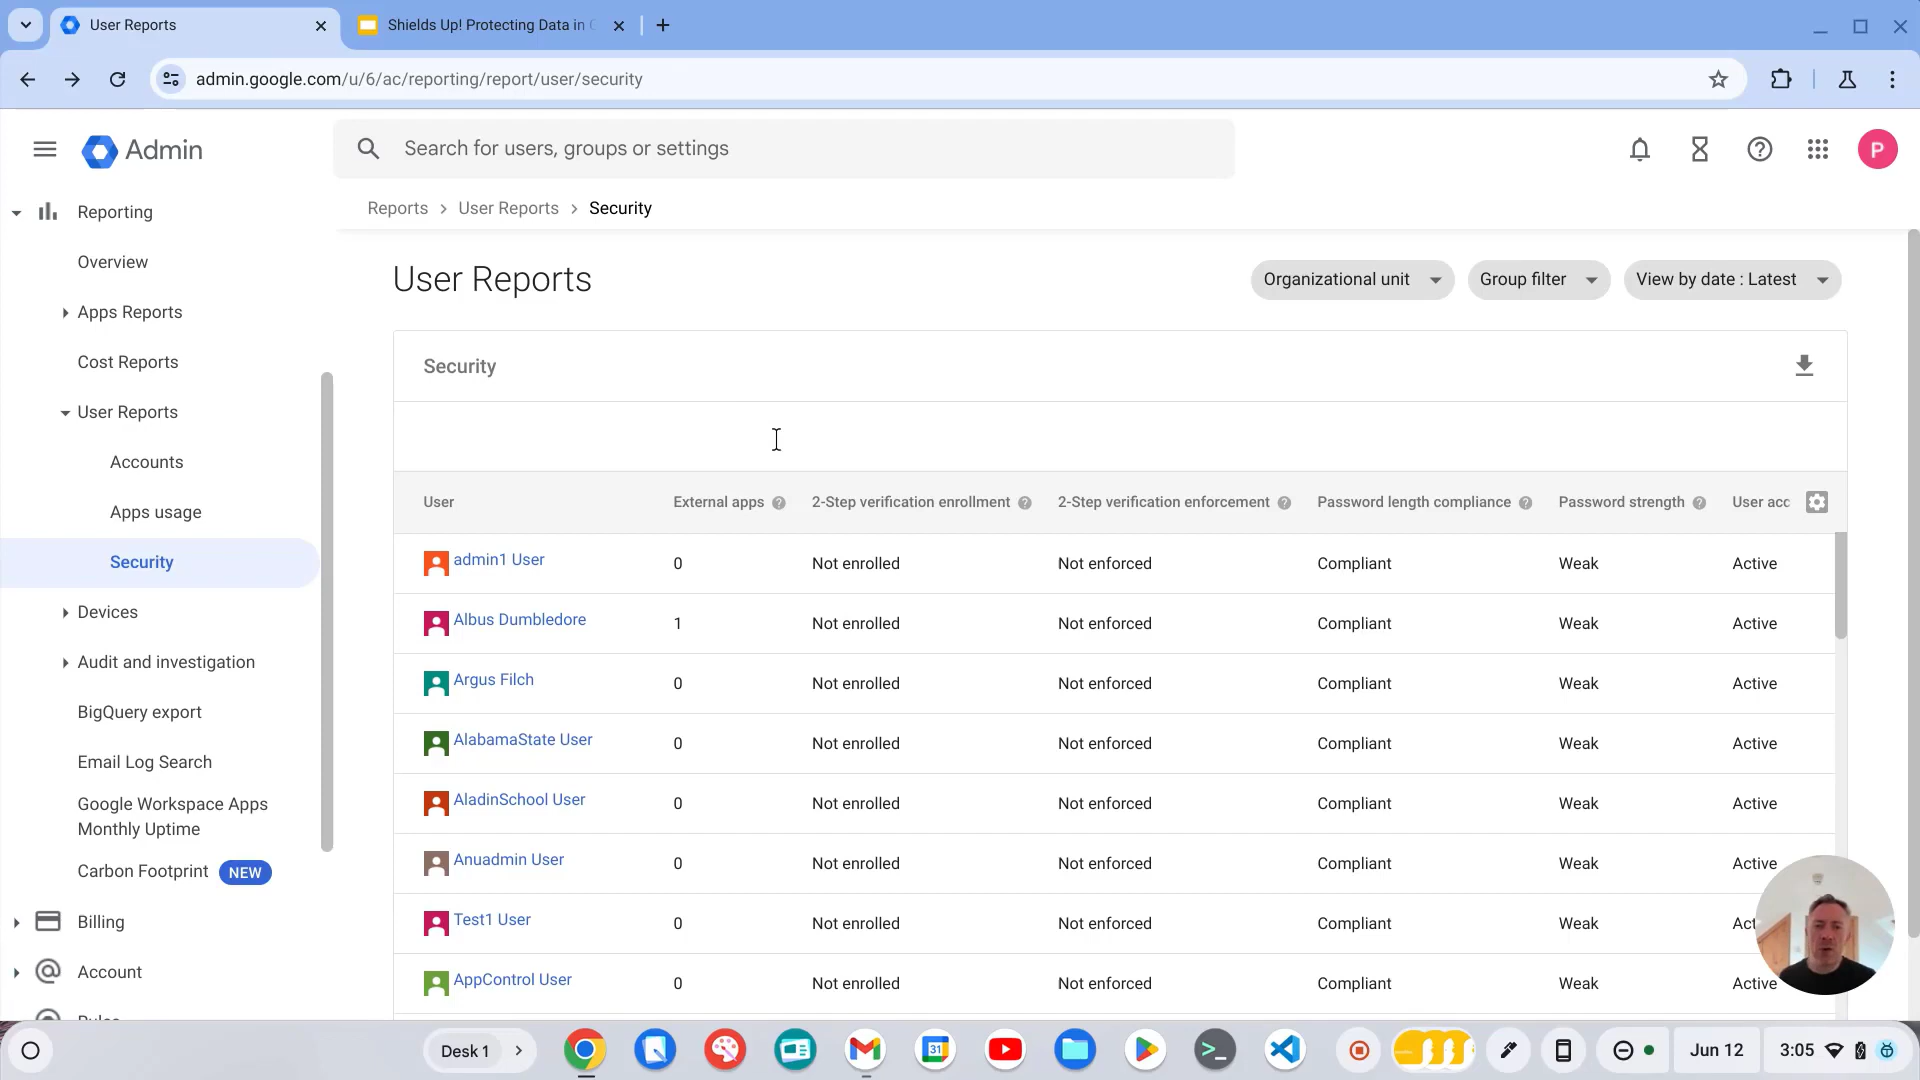 User Reports
Shields Up! Protecting Data in
admin.google.com/u/6/ac/reporting/report/user/security
Admin
Search for users, groups or settings
P
Reporting
Overview
Apps Reports
Cost Reports
User Reports
Accounts
Apps usage
Security
Devices
Audit and investigation
BigQuery export
Email Log Search
Google Workspace Apps
Monthly Uptime
Carbon Footprint NEW
Billing
Account
Reports > User Reports > Security
User Reports
Organizational unit
Group filter
View by date : Latest
Security
User External apps 2-Step verification enrollment 2-Step verification enforcement Password length compliance Password strength User acc
admin1 User 0 Not enrolled Not enforced Compliant Weak Active
Albus Dumbledore 1 Not enrolled Not enforced Compliant Weak Active
Argus Filch 0 Not enrolled Not enforced Compliant Weak Active
AlabamaState User 0 Not enrolled Not enforced Compliant Weak Active
AladinSchool User 0 Not enrolled Not enforced Compliant Weak Active
Anuadmin User 0 Not enrolled Not enforced Compliant Weak Active
Test1 User 0 Not enrolled Not enforced Compliant Weak Act
AppControl User 0 Not enrolled Not enforced Compliant Weak Active
Desk 1
31
Jun 12
3:05